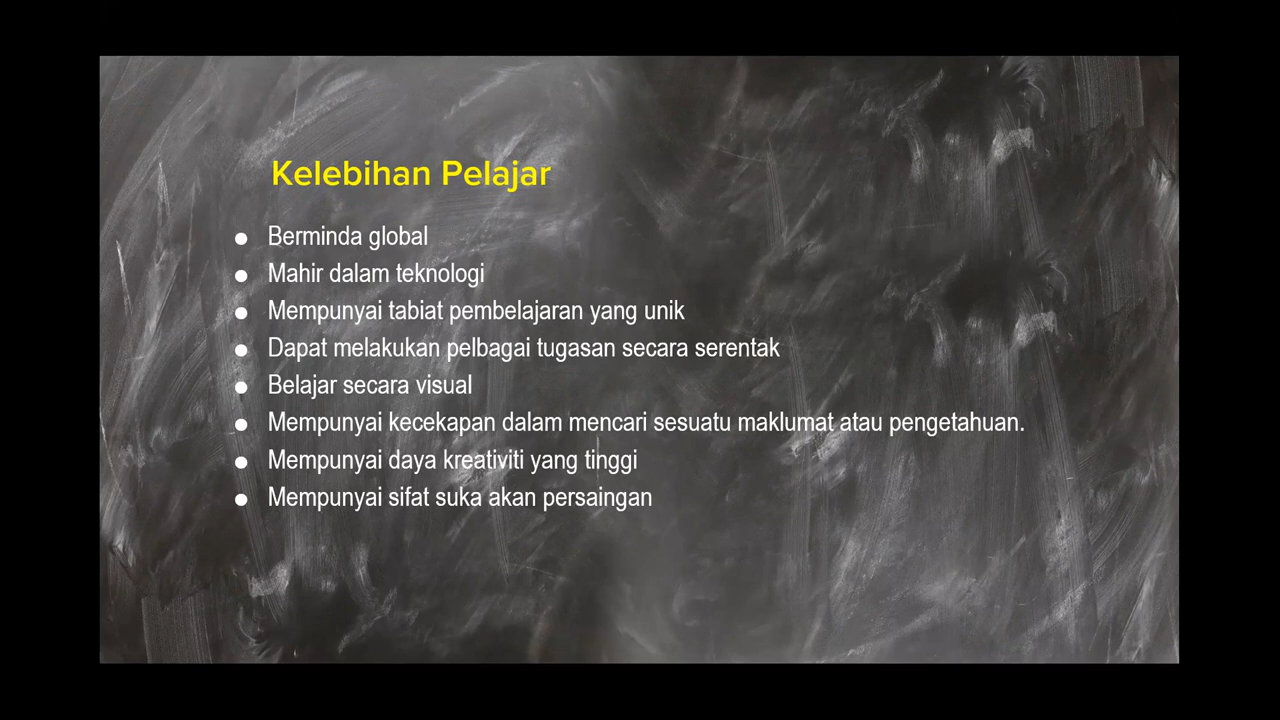 Kelebihan Pelajar
● Berminda global
● Mahir dalam teknologi
● Mempunyai tabiat pembelajaran yang unik
● Dapat melakukan pelbagai tugasan secara serentak
● Belajar secara visual
● Mempunyai kecekapan dalam mencari sesuatu maklumat atau pengetahuan.
● Mempunyai daya kreativiti yang tinggi
● Mempunyai sifat suka akan persaingan